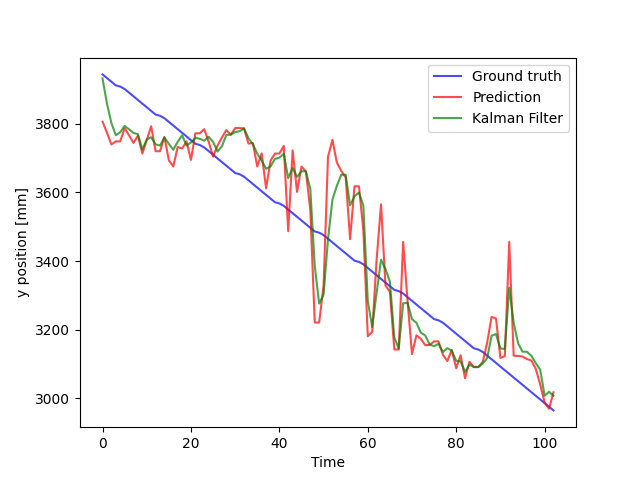 Ground truth
Prediction
Kalman Filter
y position [mm]
3800
3600
3400
3200
3000
0 20 40 60 80 100
Time